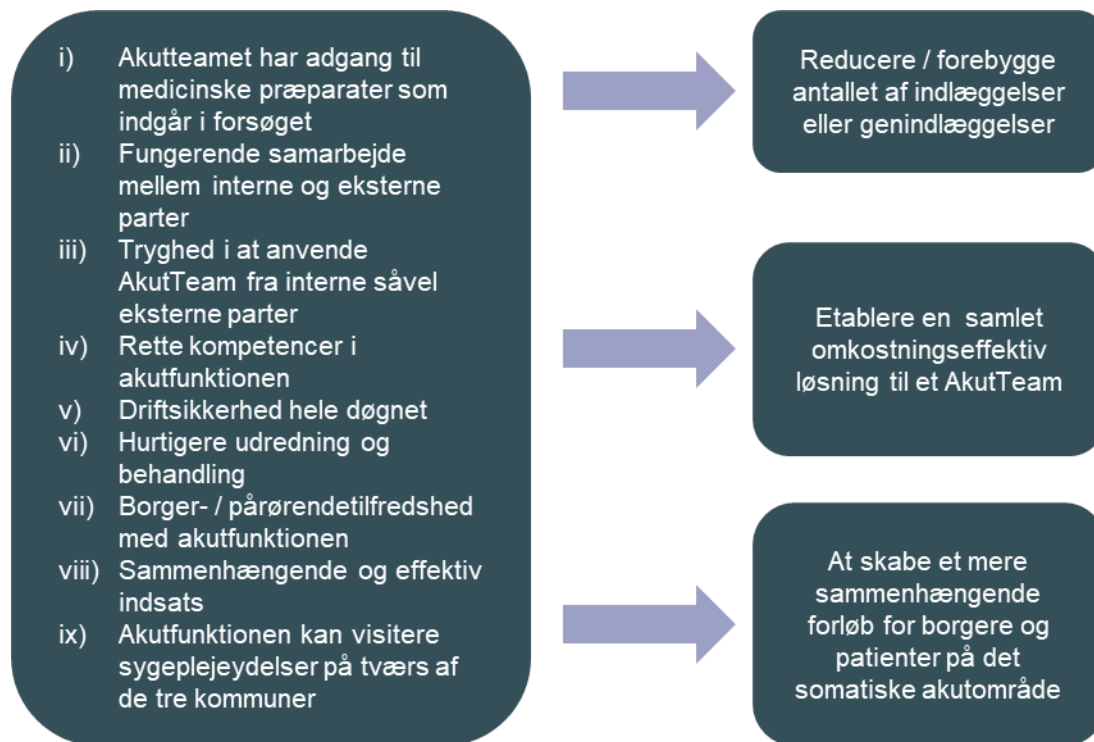 i) Akutteamet har adgang til
medicinske præparater som
indgår i forsøget
ii) Fungerende samarbejde
mellem interne og eksterne
parter
iii) Tryghed i at anvende
AkutTeam fra interne såvel
eksterne parter
iv) Rette kompetencer i
akutfunktionen
v) Driftsikkerhed hele døgnet
vi) Hurtigere udredning og
behandling
vii) Borger- / pårørendetilfredshed
med akutfunktionen
viii) Sammenhængende og effektiv
indsats
ix) Akutfunktionen kan visitere
sygeplejeydelser på tværs af
de tre kommuner
Reducere / forebygge
antallet af indlæggelser
eller genindlæggelser
Etablere en samlet
omkostningseffektiv
løsning til et AkutTeam
At skabe et mere
sammenhængende
forløb for borgere og
patienter på det
somatiske akutområde